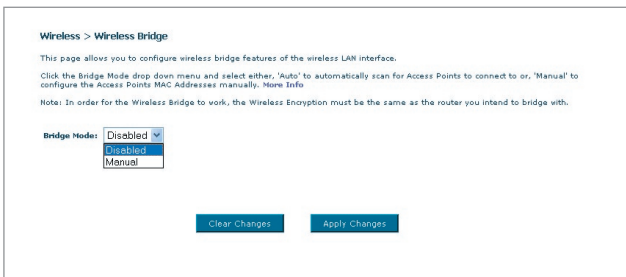 Wireless > Wireless Bridge
This page allows you to configure wireless bridge features of the wireless LAN interface.
Click the Bridge Mode drop down menu and select either, 'Auto' to automatically scan for Access Points to connect to or, 'Manual' to
configure the Access Points MAC Addresses manually. More Info
Note: In order for the Wireless Bridge to work, the Wireless Encryption must be the same as the router you intend to bridge with.
Bridge Mode: Disabled
Disabled
Manual
Clear Changes Apply Changes